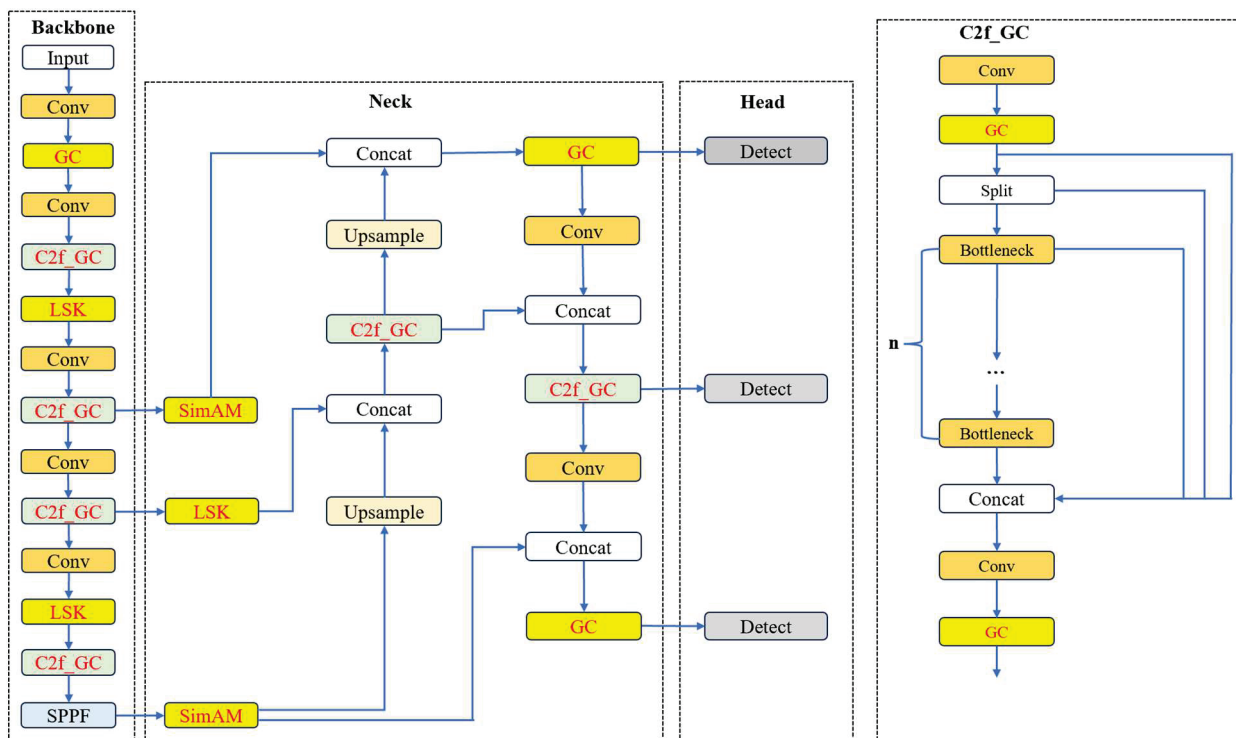 Backbone
Input
Conv
GC
Conv
C2f_GC
LSK
Conv
C2f_GC
Conv
C2f_GC
Conv
LSK
C2f_GC
SPPF
Neck
SimAM
LSK
SimAM
Concat
Upsample
C2f_GC
Concat
Upsample
GC
Conv
Concat
C2f_GC
Conv
Concat
GC
Head
Detect
Detect
Detect
C2f_GC
Conv
GC
Split
Bottleneck
n
...
Bottleneck
Concat
Conv
GC